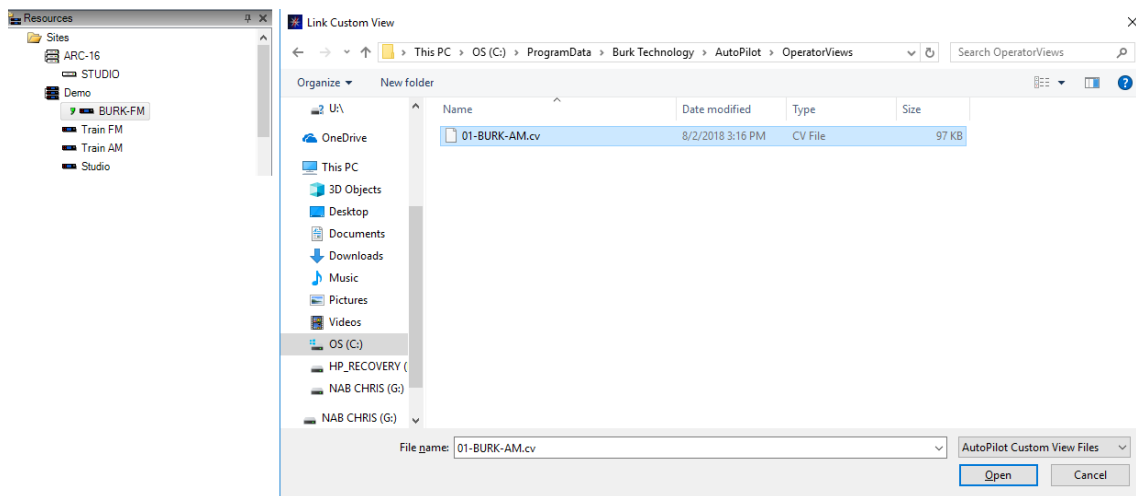 Resources
Sites
ARC-16
STUDIO
Demo
BURK-FM
Train FM
Train AM
Studio
Link Custom View
This PC > OS (C:) > ProgramData > Burk Technology > AutoPilot > OperatorViews
Search OperatorViews
Organize New folder
U:\
OneDrive
This PC
3D Objects
Desktop
Documents
Downloads
Music
Pictures
Videos
OS (C:)
HP_RECOVERY (
NAB CHRIS (G:)
NAB CHRIS (G:)
Name Date modified Type Size
01-BURK-AM.cv 8/2/2018 3:16 PM CV File 97 KB
File name: 01-BURK-AM.cv AutoPilot Custom View Files
Open Cancel